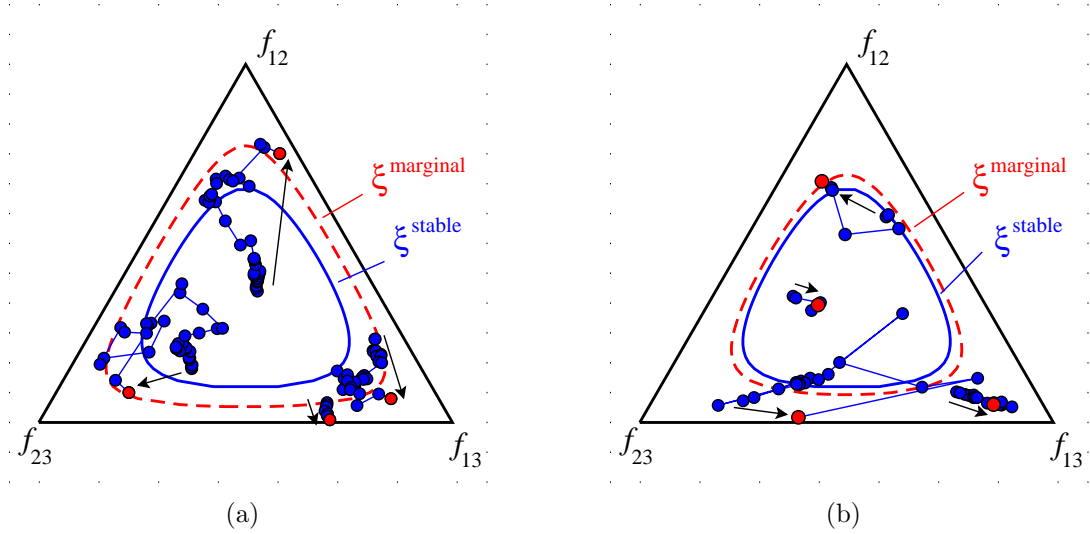 f12
f12
ξmarginal
ξmarginal
ξstable
ξstable
f23
f13
f23
f13
(a)
(b)